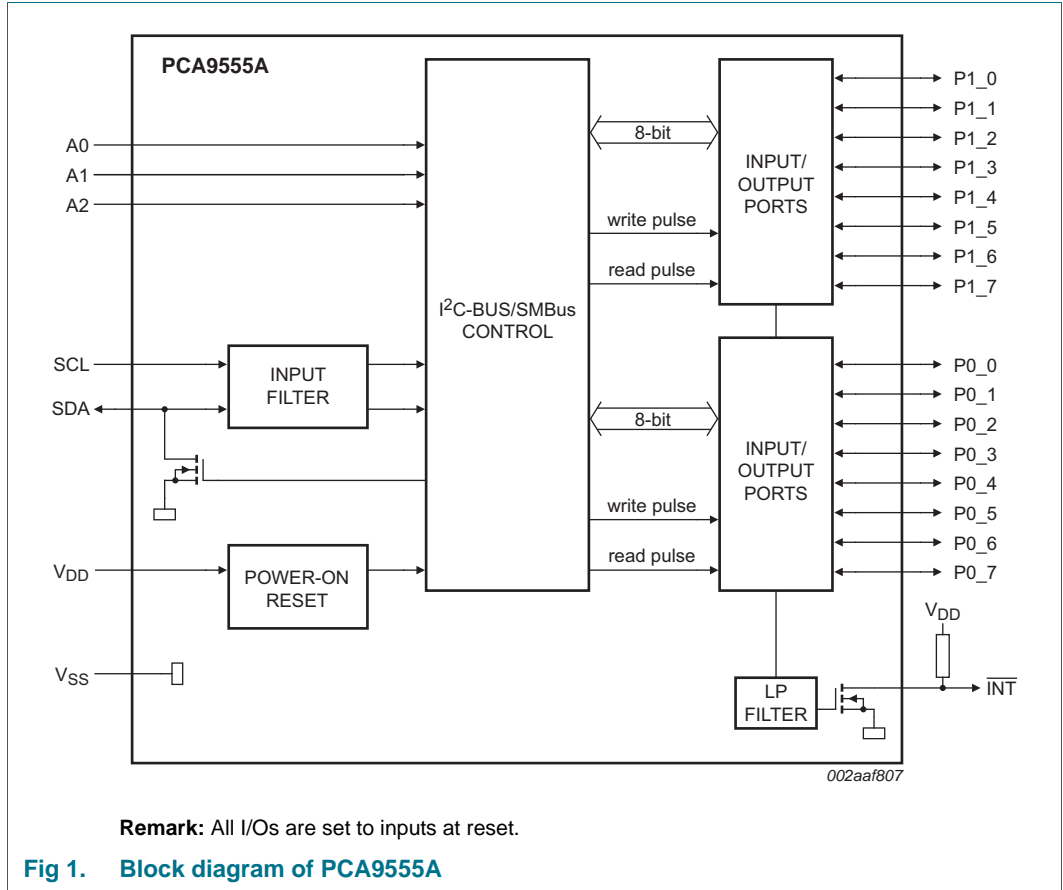 PCA9555A
A0
A1
A2
SCL
SDA
VDD
VSS
INPUT
FILTER
POWER-ON
RESET
I2C-BUS/SMBus
CONTROL
8-bit
write pulse
read pulse
INPUT/
OUTPUT
PORTS
P1_0
P1_1
P1_2
P1_3
P1_4
P1_5
P1_6
P1_7
8-bit
write pulse
read pulse
INPUT/
OUTPUT
PORTS
P0_0
P0_1
P0_2
P0_3
P0_4
P0_5
P0_6
P0_7
VDD
INT
LP
FILTER
002aaf807
Remark: All I/Os are set to inputs at reset.
Fig 1. Block diagram of PCA9555A